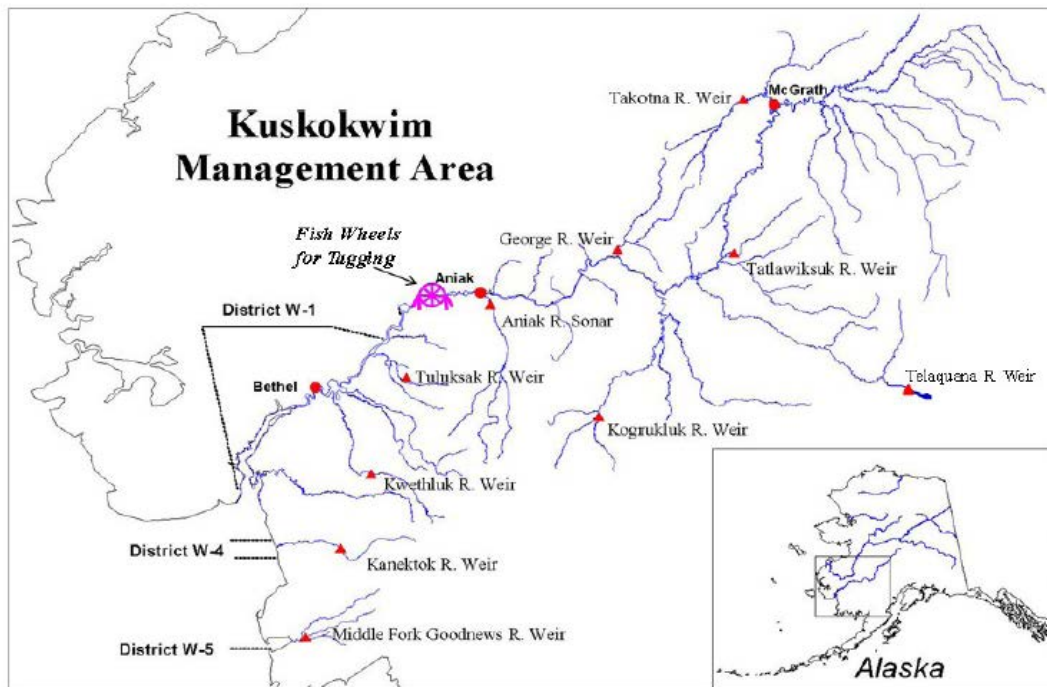 Kuskokwim
Management Area
Takotna R. Weir
McGrath
Fish Wheels
for Tagging
George R. Weir
Tatlawiksuk R. Weir
Aniak
Aniak R. Sonar
District W-1
Bethel
Tuluksak R. Weir
Telaquana R Weir
Kogrukluk R. Weir
Kwethluk R. Weir
District W-4
Kanektok R. Weir
Middle Fork Goodnews R. Weir
District W-5
Alaska